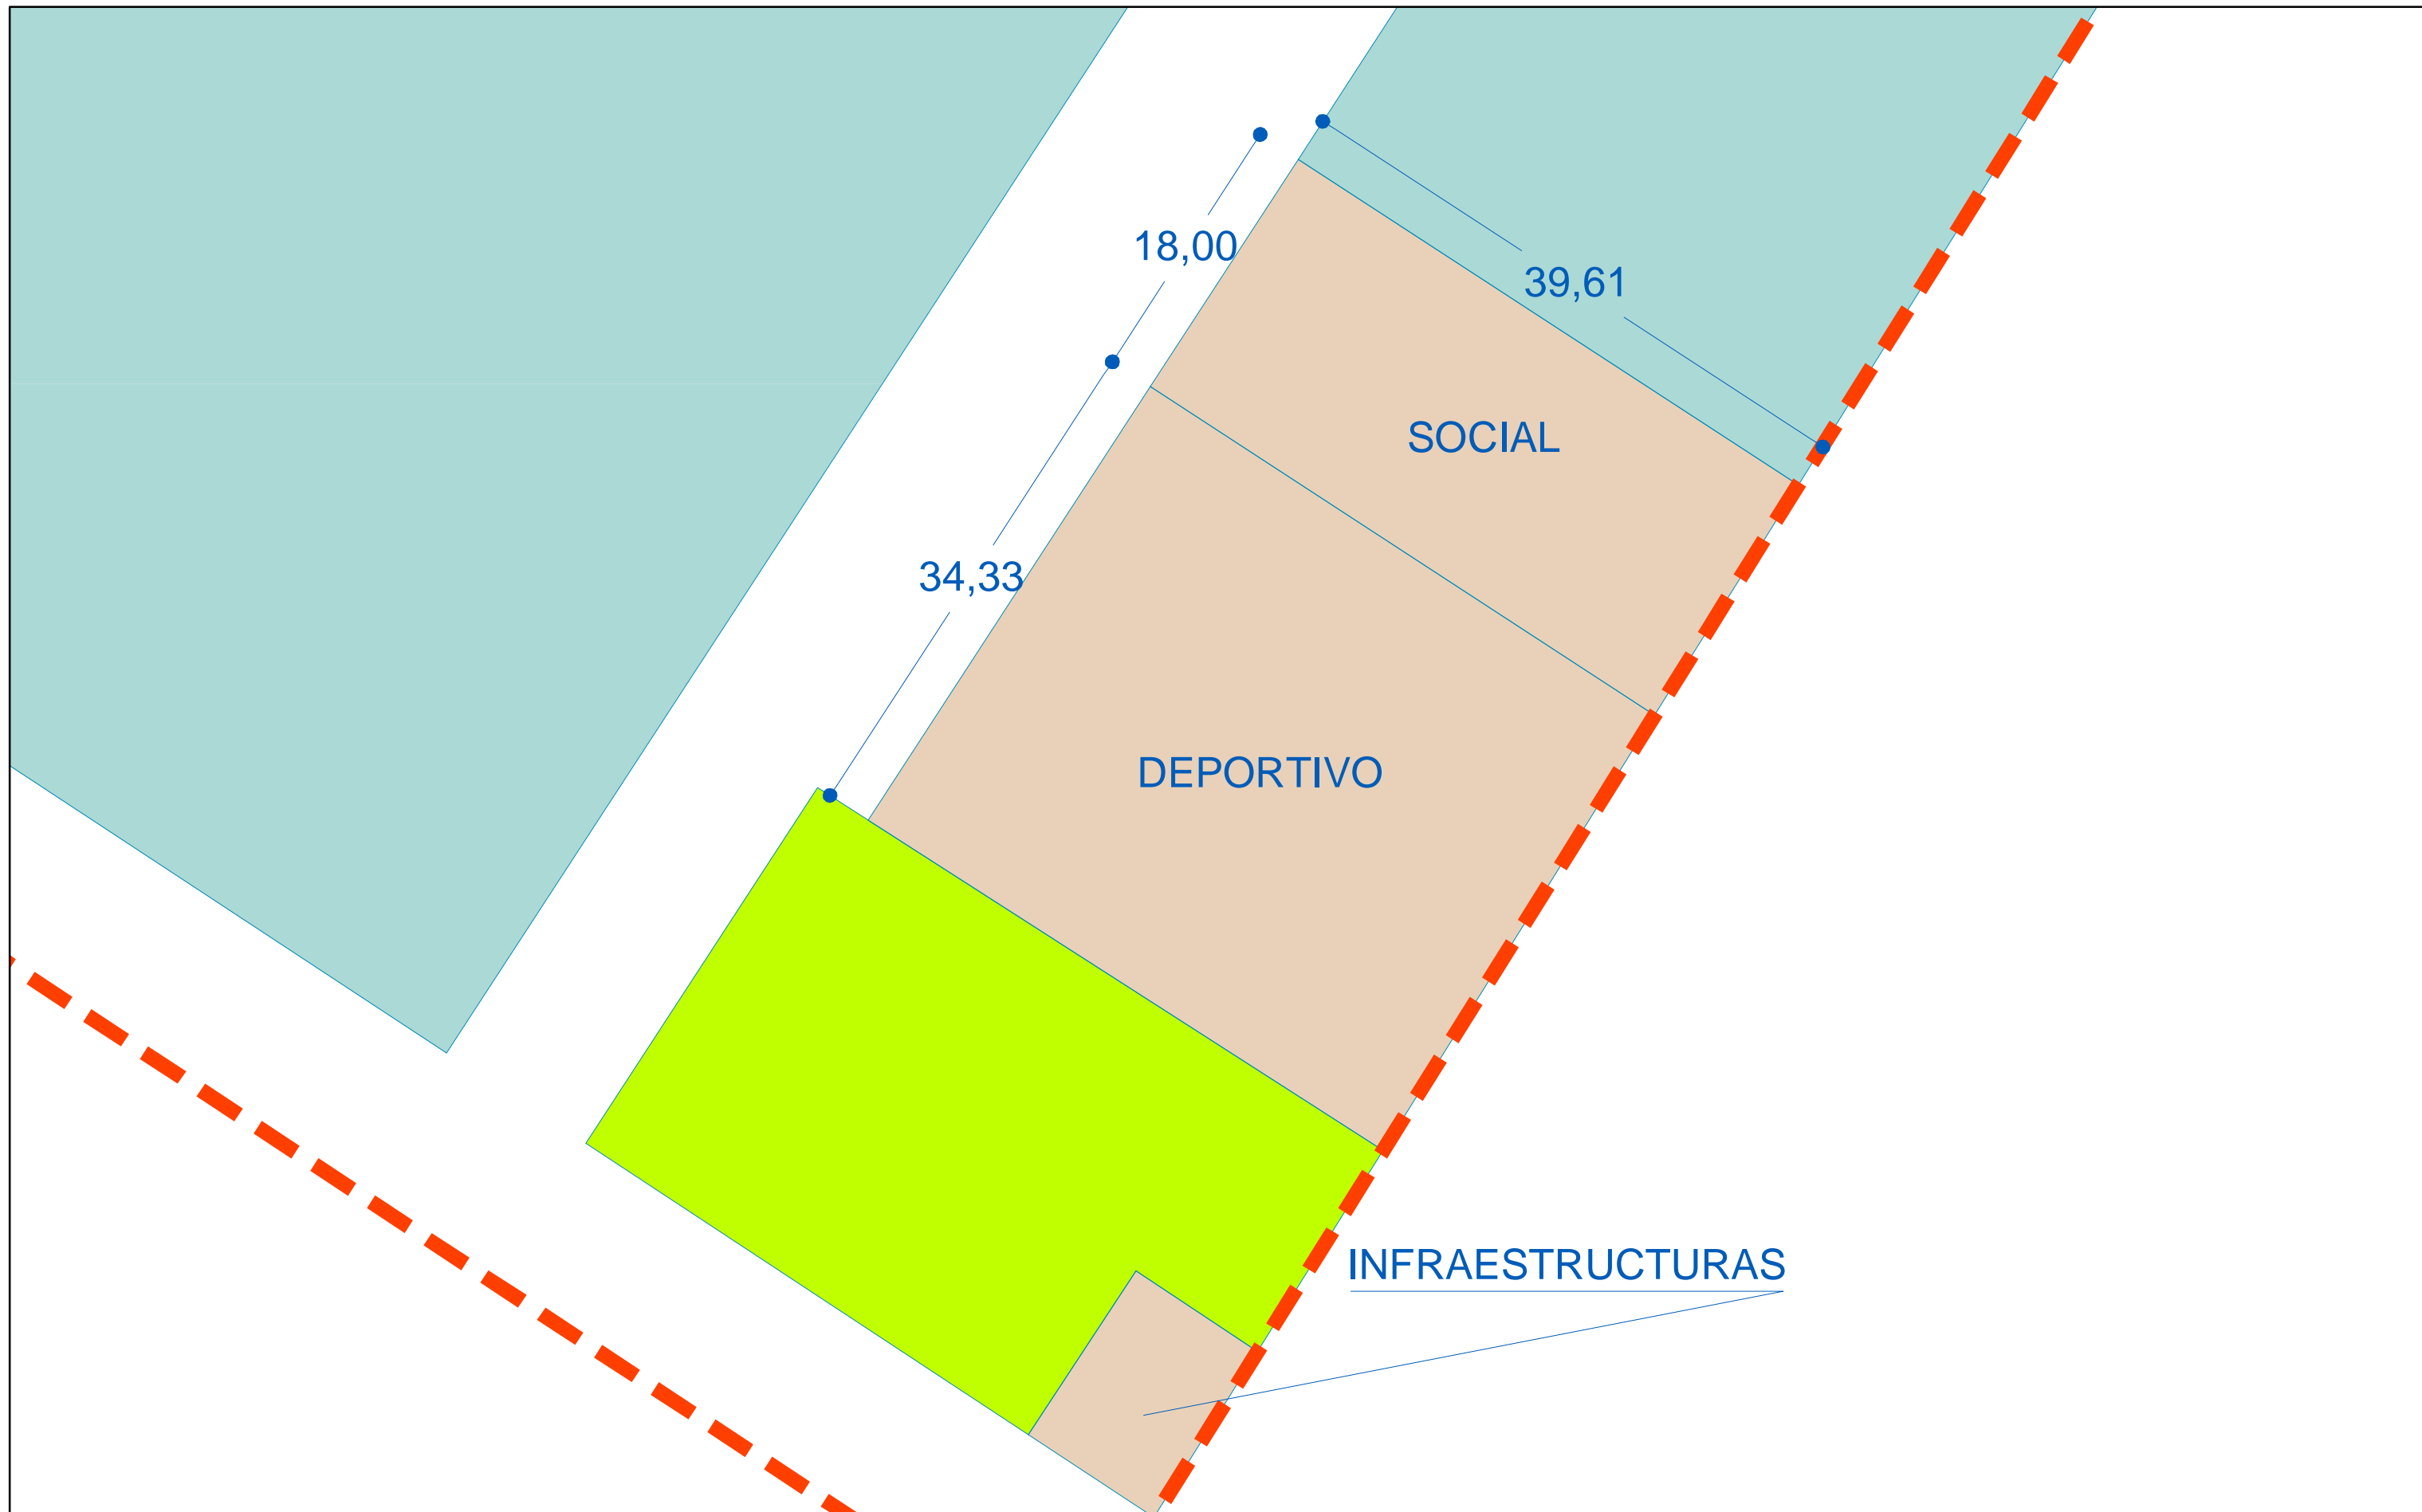 18,00
39,61
SOCIAL
34,33
DEPORTIVO
INFRAESTRUCTURAS